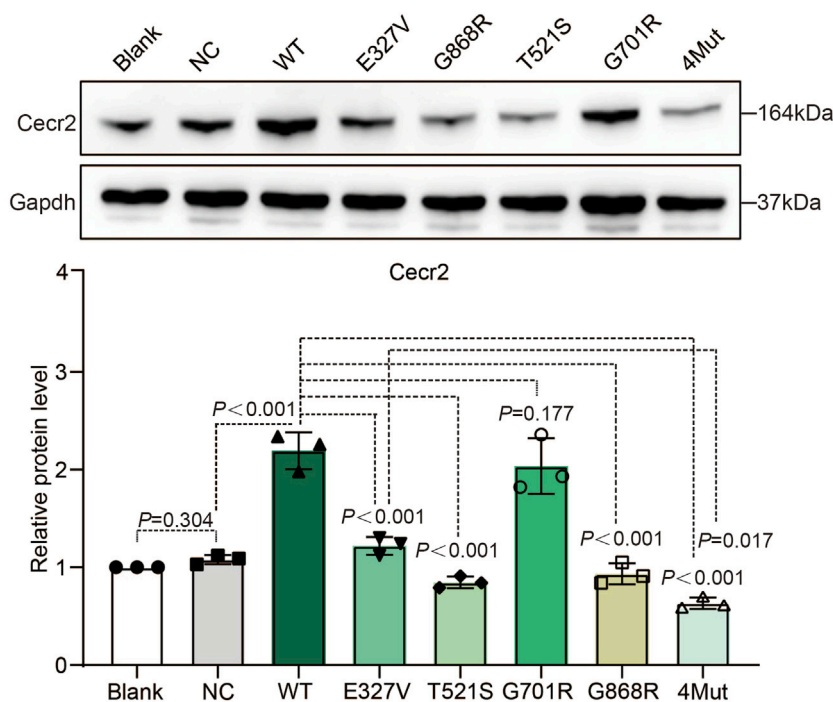 Blank NC WT E327V G868R T521S G701R 4Mut
Cecr2 164kDa
Gapdh 37kDa
Cecr2
Relative protein level
4
3
2
1
0
P<0.001
P=0.177
P=0.304
P<0.001
P<0.001
P<0.001
P=0.017
P<0.001
Blank NC WT E327V T521S G701R G868R 4Mut